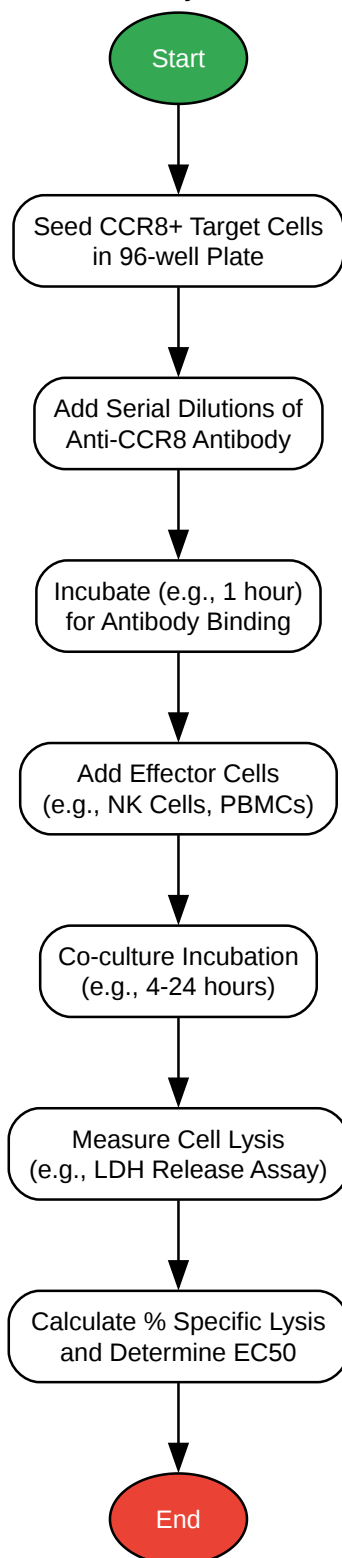 Start
Seed CCR8+ Target Cells
in 96-well Plate
Add Serial Dilutions of
Anti-CCR8 Antibody
Incubate (e.g., 1 hour)
for Antibody Binding
Add Effector Cells
(e.g., NK Cells, PBMCs)
Co-culture Incubation
(e.g., 4-24 hours)
Measure Cell Lysis
(e.g., LDH Release Assay)
Calculate % Specific Lysis
and Determine EC50
End